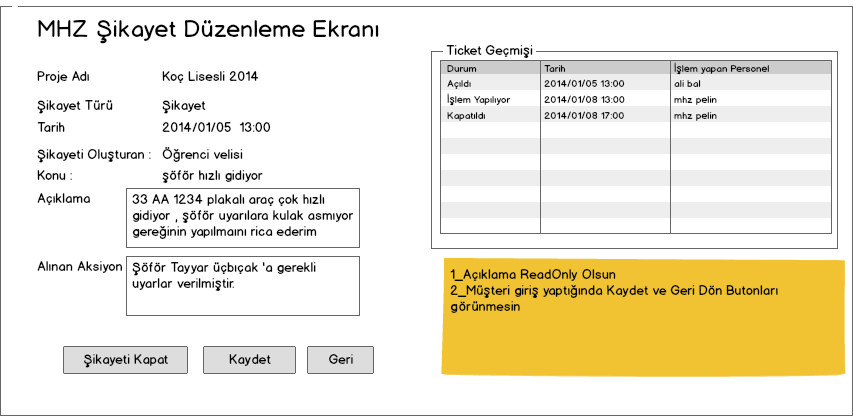 MHZ Şikayet Düzenleme Ekranı
Proje Adı Koç Lisesli 2014
Şikayet Türü Şikayet
Tarih 2014/01/05 13:00
Şikayeti Oluşturan : Öğrenci velisi
Konu : şöför hızlı gidiyor
Açıklama
33 AA 1234 plakalı araç çok hızlı
gidiyor , şöför uyarılara kulak asmıyor
gereğinin yapılmaını rica ederim
Alınan Aksiyon
Şöför Tayyar üçbıçak 'a gerekli
uyarlar verilmiştir.
Şikayeti Kapat Kaydet Geri
Ticket Geçmişi
Durum Tarih İşlem yapan Personel
Açıldı 2014/01/05 13:00 ali bal
İşlem Yapılıyor 2014/01/08 13:00 mhz pelin
Kapatıldı 2014/01/08 17:00 mhz pelin
1_Açıklama ReadOnly Olsun
2_Müşteri giriş yaptığında Kaydet ve Geri Dön Butonları
görünmesin